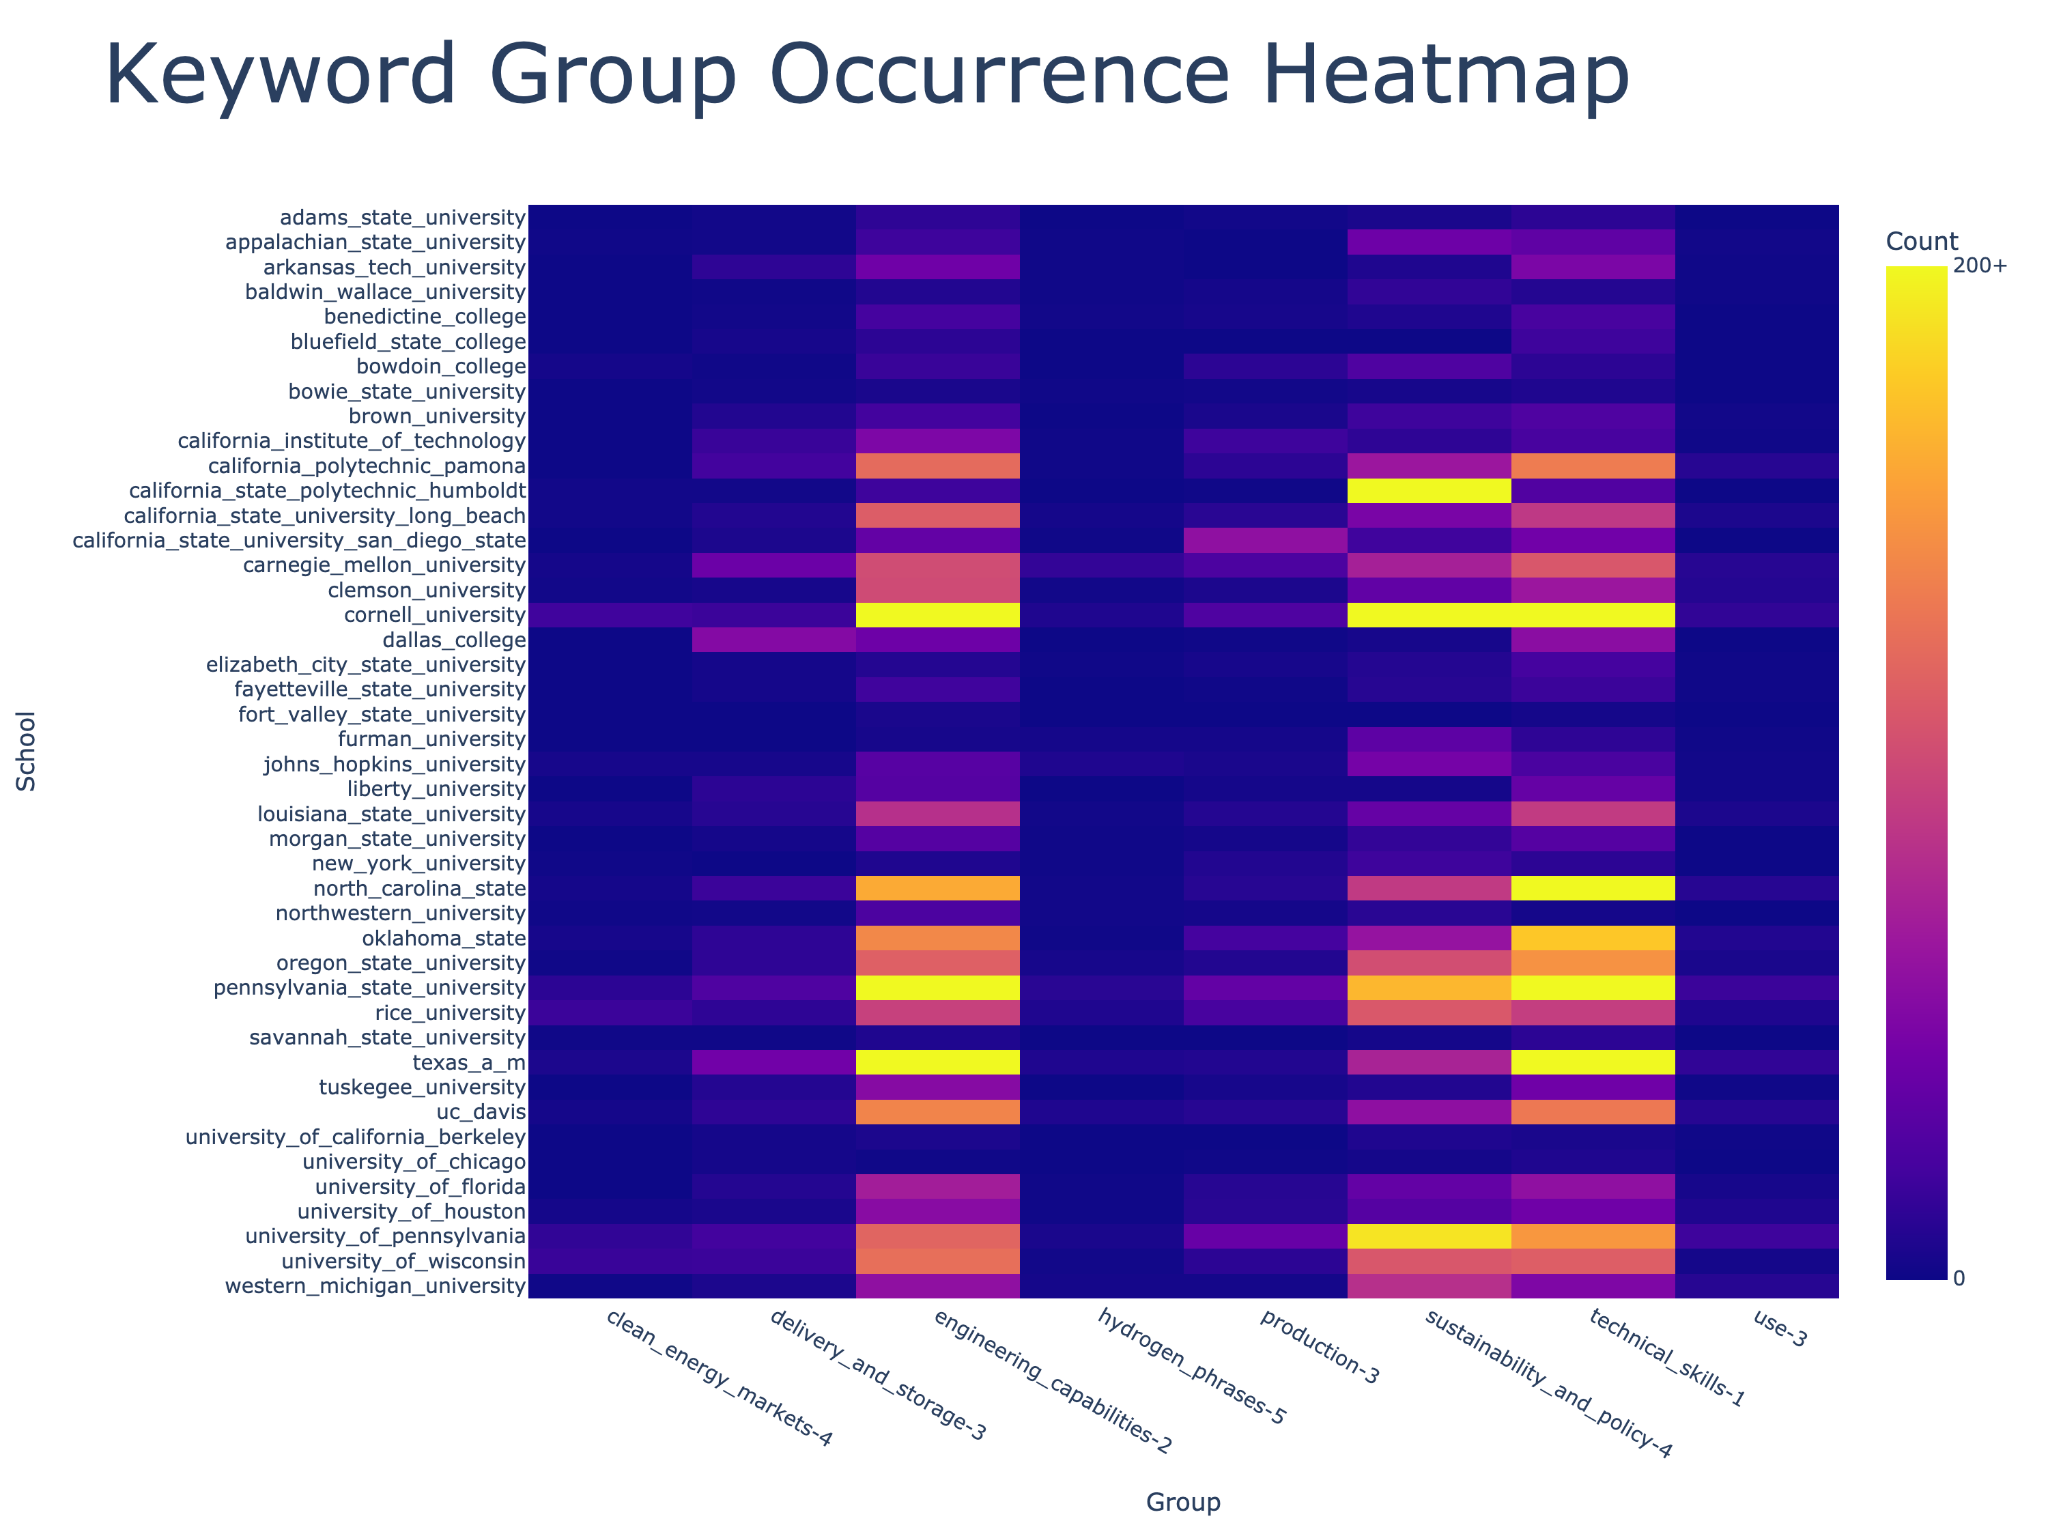 Keyword Group Occurrence Heatmap
School
adams_state_university
appalachian_state_university
arkansas_tech_university
baldwin_wallace_university
benedictine_college
bluefield_state_college
bowdoin_college
bowie_state_university
brown_university
california_institute_of_technology
california_polytechnic_pamona
california_state_polytechnic_humboldt
california_state_university_long_beach
california_state_university_san_diego_state
carnegie_mellon_university
clemson_university
cornell_university
dallas_college
elizabeth_city_state_university
fayetteville_state_university
fort_valley_state_university
furman_university
johns_hopkins_university
liberty_university
louisiana_state_university
morgan_state_university
new_york_university
north_carolina_state
northwestern_university
oklahoma_state
oregon_state_university
pennsylvania_state_university
rice_university
savannah_state_university
texas_a_m
tuskegee_university
uc_davis
university_of_california_berkeley
university_of_chicago
university_of_florida
university_of_houston
university_of_pennsylvania
university_of_wisconsin
western_michigan_university
clean_energy_markets-4
delivery_and_storage-3
engineering_capabilities-2
hydrogen_phrases-5
production-3
sustainability_and_policy-4
technical_skills-1
use-3
Group
Count
200+
0